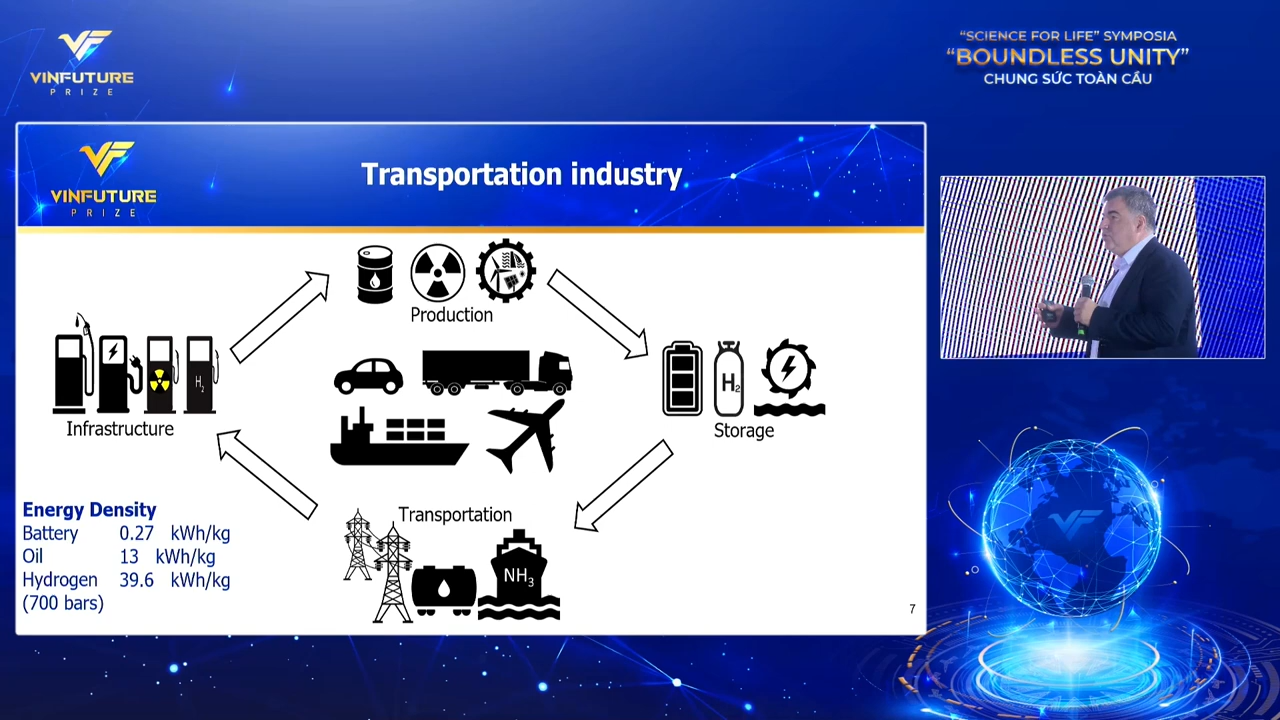 VINFUTURE
PRIZE
“SCIENCE FOR LIFE” SYMPOSIA
“BOUNDLESS UNITY”
CHUNG SỨC TOÀN CẦU
VINFUTURE
PRIZE
Transportation industry
Production
H2
Infrastructure
H2
Storage
Energy Density
Battery 0.27 kWh/kg
Oil 13 kWh/kg
Hydrogen 39.6 kWh/kg
(700 bars)
Transportation
NH3
7